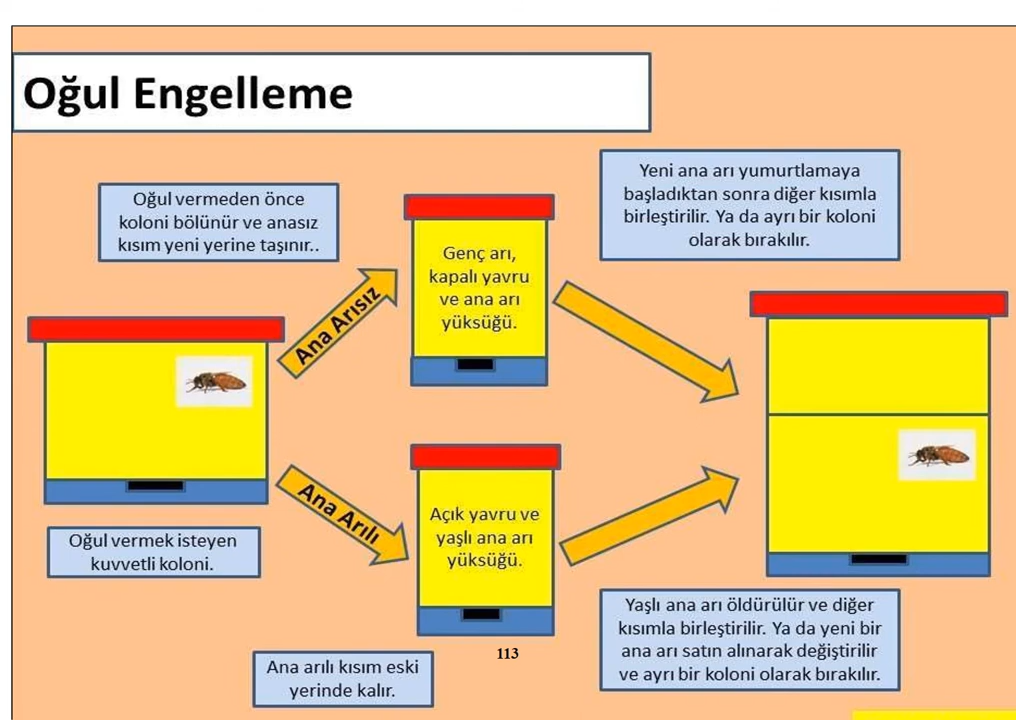 Oğul Engelleme
Oğul vermeden önce
koloni bölünür ve anasız
kısım yeni yerine taşınır..
Yeni ana arı yumurtlamaya
başladıktan sonra diğer kısımla
birleştirilir. Ya da ayrı bir koloni
olarak bırakılır.
Ana Arısız
Genç arı,
kapalı yavru
ve ana arı
yüksüğü.
Ana Arılı
Açık yavru ve
yaşlı ana arı
yüksüğü.
Oğul vermek isteyen
kuvvetli koloni.
Ana arılı kısım eski
yerinde kalır.
113
Yaşlı ana arı öldürülür ve diğer
kısımla birleştirilir. Ya da yeni bir
ana arı satın alınarak değiştirilir
ve ayrı bir koloni olarak bırakılır.